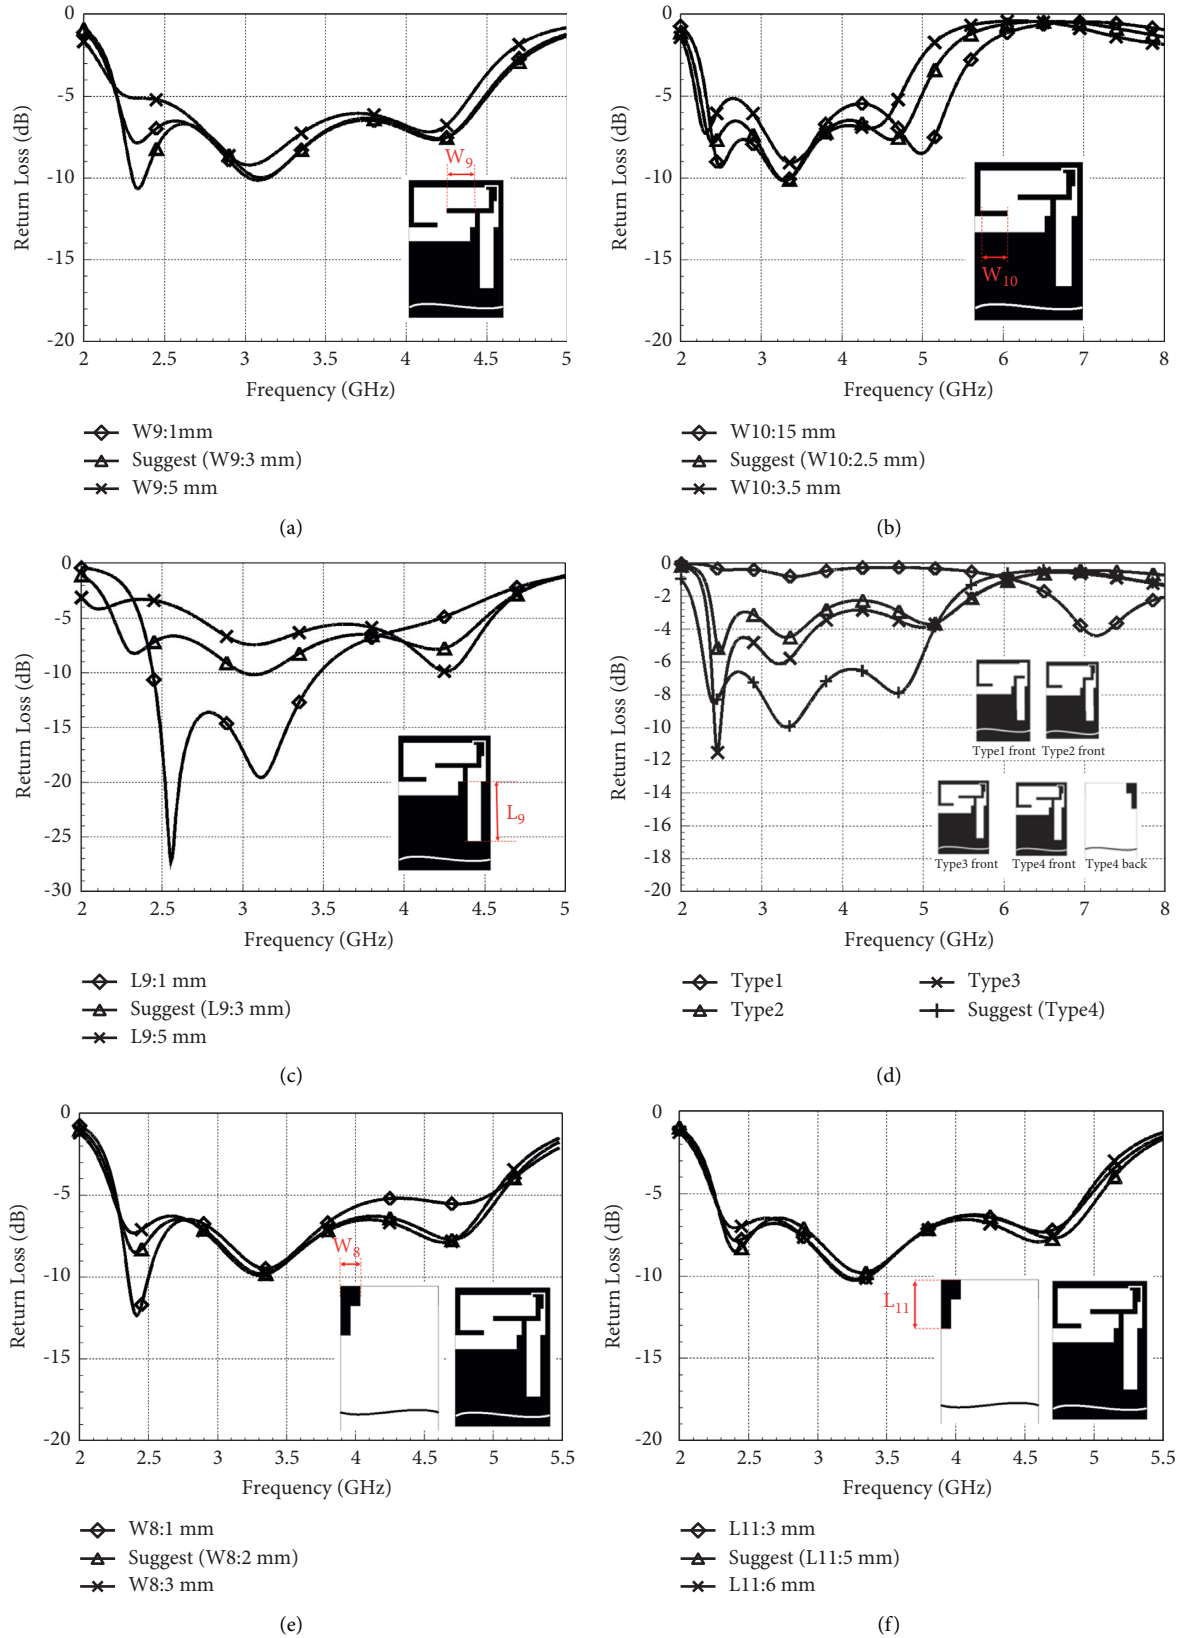 0
-5
-10
-15
-20
Return Loss (dB)
2 2.5 3 3.5 4 4.5 5
Frequency (GHz)
W9
W9:1mm
Suggest (W9:3 mm)
W9:5 mm
(a)
0
-5
-10
-15
-20
Return Loss (dB)
2 3 4 5 6 7 8
Frequency (GHz)
W10
W10:15 mm
Suggest (W10:2.5 mm)
W10:3.5 mm
(b)
0
-5
-10
-15
-20
-25
-30
Return Loss (dB)
2 2.5 3 3.5 4 4.5 5
Frequency (GHz)
L9
L9:1 mm
Suggest (L9:3 mm)
L9:5 mm
(c)
0
-2
-4
-6
-8
-10
-12
-14
-16
-18
-20
Return Loss (dB)
2 3 4 5 6 7 8
Frequency (GHz)
Type1 front Type2 front
Type3 front Type4 front Type4 back
Type1 Type3
Type2 Suggest (Type4)
(d)
0
-5
-10
-15
-20
Return Loss (dB)
2 2.5 3 3.5 4 4.5 5 5.5
Frequency (GHz)
W8
W8:1 mm
Suggest (W8:2 mm)
W8:3 mm
(e)
0
-5
-10
-15
-20
Return Loss (dB)
2 2.5 3 3.5 4 4.5 5 5.5
Frequency (GHz)
L11
L11:3 mm
Suggest (L11:5 mm)
L11:6 mm
(f)